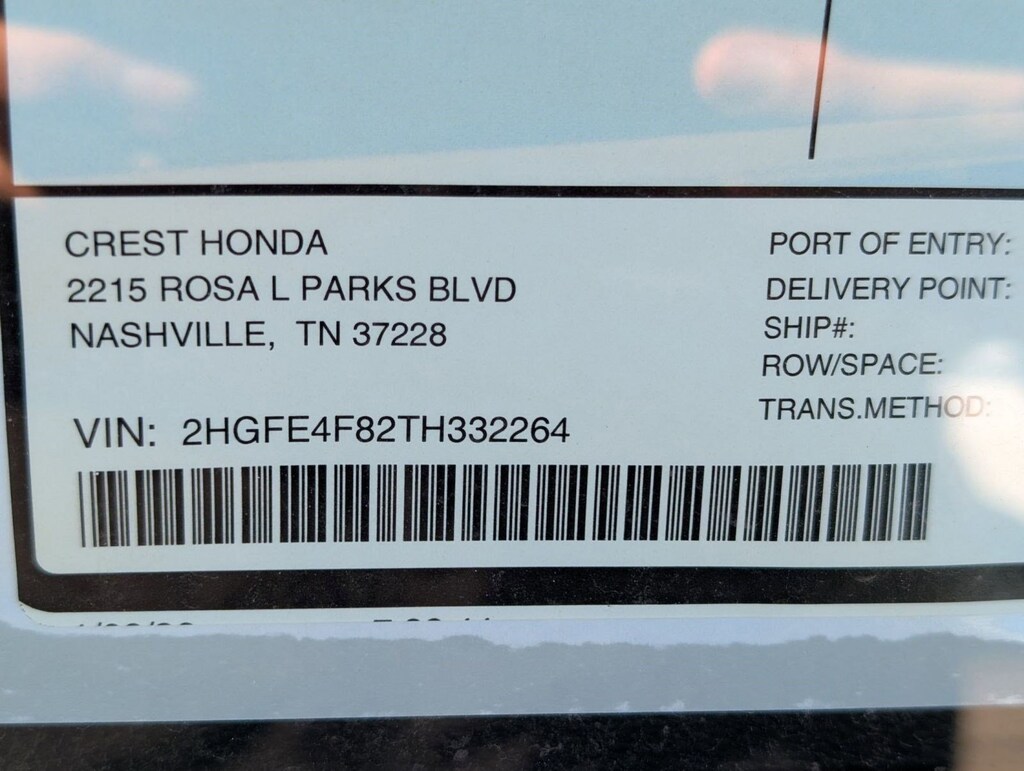 CREST HONDA
2215 ROSA L PARKS BLVD
NASHVILLE, TN 37228
VIN: 2HGFE4F82TH332264
PORT OF ENTRY:
DELIVERY POINT:
SHIP#:
ROW/SPACE:
TRANS.METHOD: